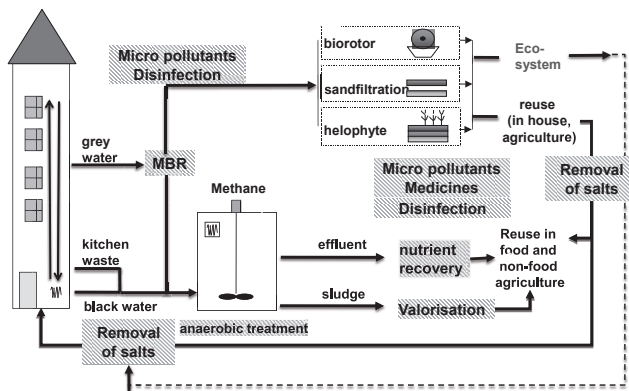 Micro pollutants
Disinfection
biorotor
sandfiltration
helophyte
Eco-
system
reuse
(in house,
agriculture)
grey
water
MBR
Micro pollutants
Medicines
Disinfection
Removal
of salts
Methane
kitchen
waste
black water
effluent
nutrient
recovery
Reuse in
food and
non-food
agriculture
sludge
Valorisation
anaerobic treatment
Removal
of salts